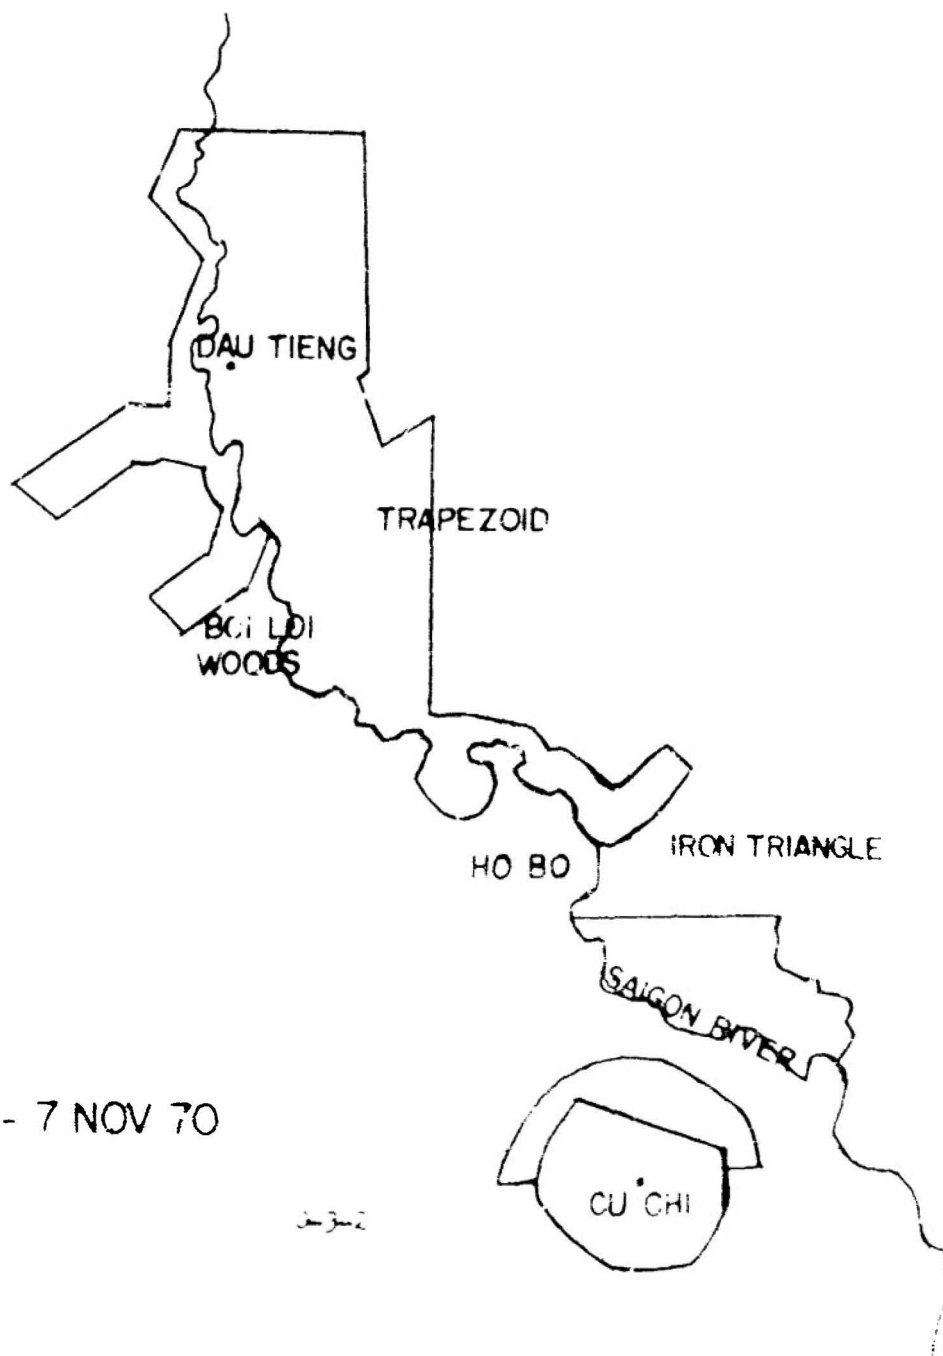 DAU TIENG
TRAPEZOID
BOI LOI
WOODS
IRON TRIANGLE
HO BO
SAIGON RIVER
- 7 NOV 70
CU CHI